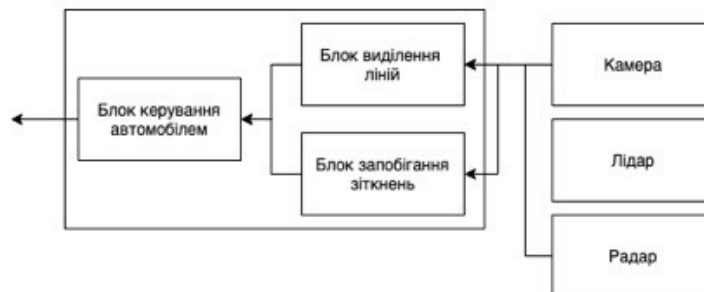 Блок виділення
ліній
Камера
Блок керування
автомобілем
Лідар
Блок запобігання
зіткнень
Радар